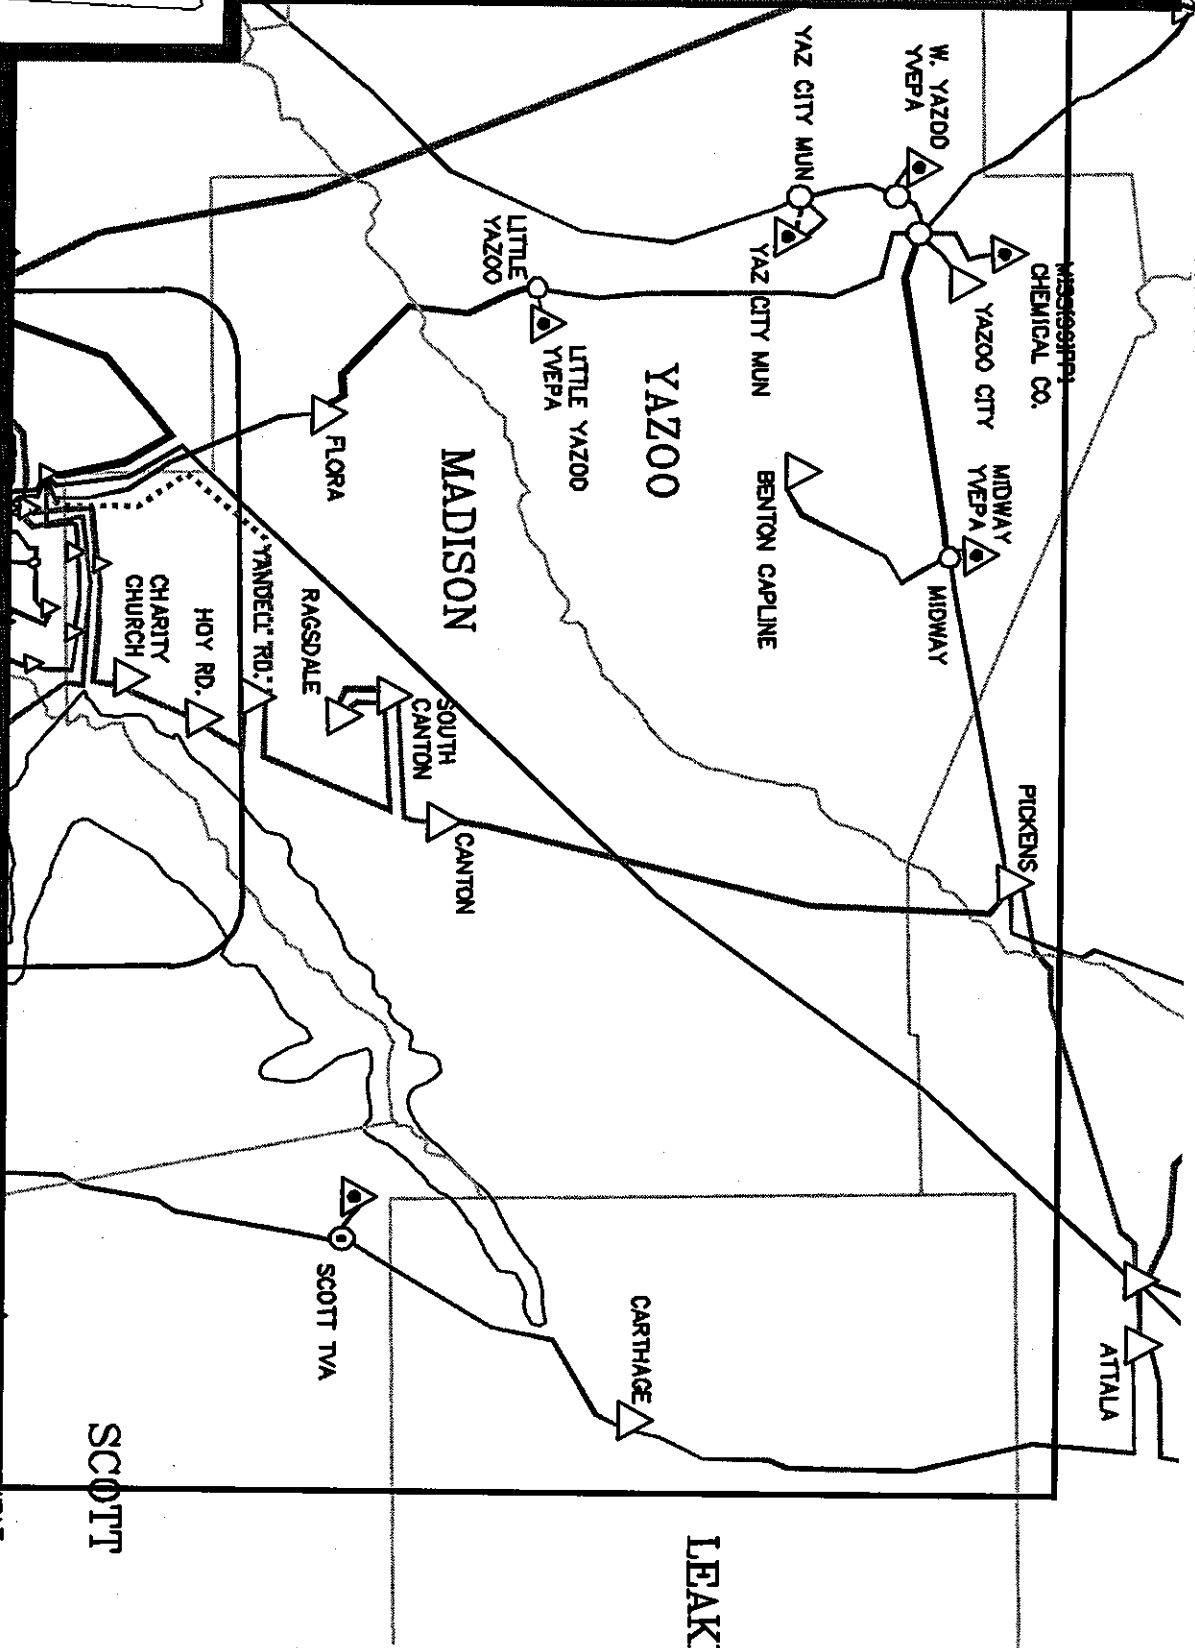 MISSISSIPPI
CHEMICAL CO.
W. YAZOO
YVEPA
YAZOO CITY
YAZ CITY MUN
YAZ CITY MUN
MIDWAY
YVEPA
MIDWAY
BENTON CAPLINE
PICKENS
ATTALA
YAZOO
LITTLE
YAZOO
LITTLE YAZOO
YVEPA
FLORA
MADISON
SOUTH
CANTON
CANTON
RAGSDALE
YANDELL RD.
HOY RD.
CHARITY
CHURCH
CARTHAGE
SCOTT TVA
SCOTT
LEAK